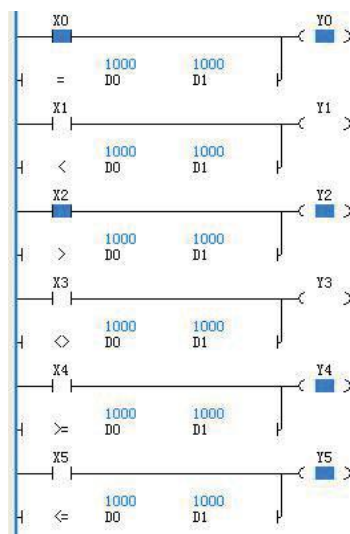 X0 Y0
1000 1000
= D0 D1
X1 Y1
1000 1000
< D0 D1
X2 Y2
1000 1000
> D0 D1
X3 Y3
1000 1000
<> D0 D1
X4 Y4
1000 1000
>= D0 D1
X5 Y5
1000 1000
<= D0 D1